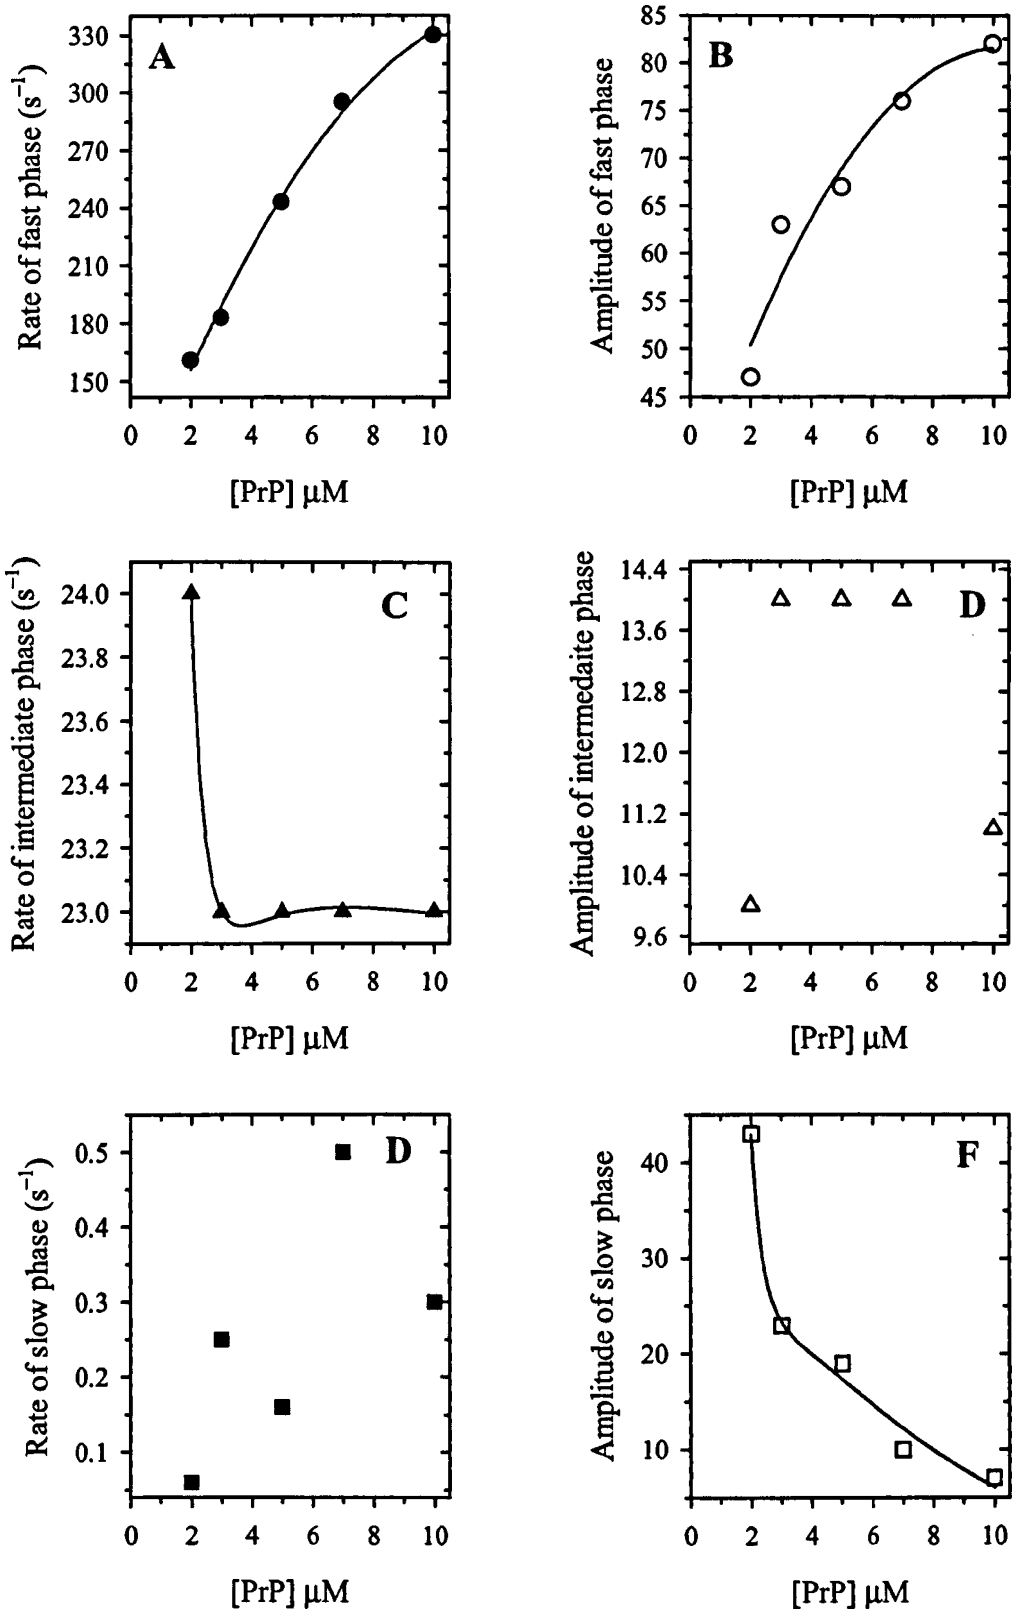 Rate of fast phase (s⁻¹)
330
300
270
240
210
180
150
A
0 2 4 6 8 10
[PrP] μM
Amplitude of fast phase
85
80
75
70
65
60
55
50
45
B
0 2 4 6 8 10
[PrP] μM
Rate of intermediate phase (s⁻¹)
24.0
23.8
23.6
23.4
23.2
23.0
C
0 2 4 6 8 10
[PrP] μM
Amplitude of intermedaite phase
14.4
13.6
12.8
12.0
11.2
10.4
9.6
D
0 2 4 6 8 10
[PrP] μM
Rate of slow phase (s⁻¹)
0.5
0.4
0.3
0.2
0.1
D
0 2 4 6 8 10
[PrP] μM
Amplitude of slow phase
40
30
20
10
F
0 2 4 6 8 10
[PrP] μM